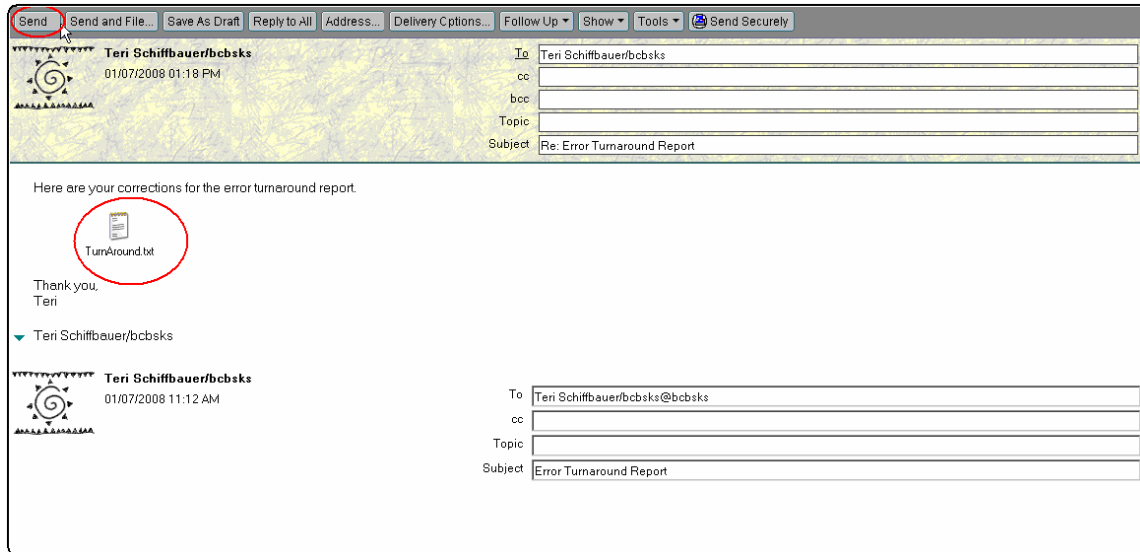 Send Send and File... Save As Draft Reply to All Address... Delivery Options... Follow Up Show Tools Send Securely
Teri Schiffbauer/bcbsks To Teri Schiffbauer/bcbsks
01/07/2008 01:18 PM cc
bcc
Topic
Subject Re: Error Turnaround Report
Here are your corrections for the error turnaround report.
TurnAround.txt
Thank you,
Teri
Teri Schiffbauer/bcbsks
Teri Schiffbauer/bcbsks
01/07/2008 11:12 AM To Teri Schiffbauer/bcbsks@bcbsks
cc
Topic
Subject Error Turnaround Report